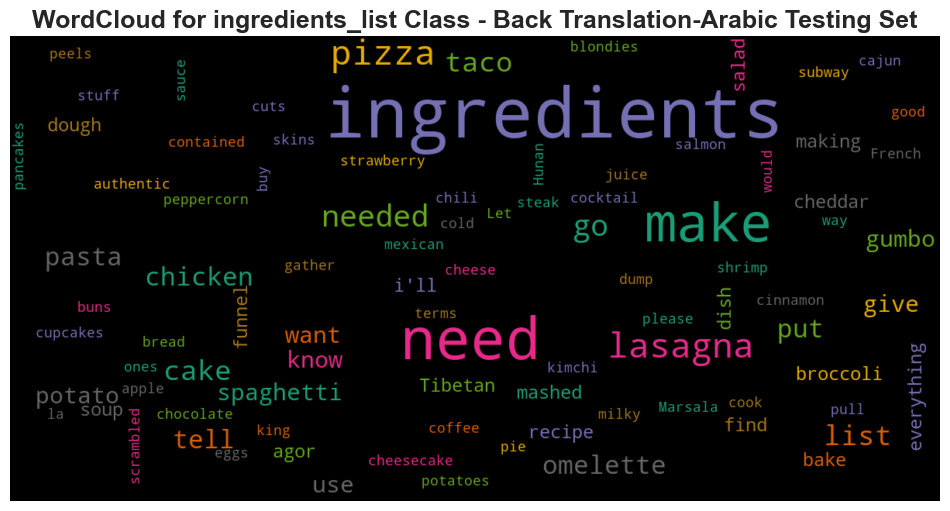 WordCloud for ingredients_list Class - Back Translation-Arabic Testing Set
peels
pizza
taco
blondies
salad
subway
cajun
stuff
sauce
cuts
ingredients
good
dough
contained
skins
salmon
making
French
pancakes
authentic
buy
strawberry
Hunan
juice
would
peppercorn
chili
steak
cocktail
cheddar
needed
cold
Let
go
make
way
gumbo
pasta
mexican
chicken
gather
cheese
i'll
dump
shrimp
buns
funnel
terms
dish
cinnamon
give
cupcakes
bread
want
need
please
put
know
lasagna
ones
cake
kimchi
broccoli
everything
potato
apple
spaghetti
Tibetan
mashed
la
soup
chocolate
milky
Marsala
cook
pull
scrambled
tell
king
coffee
recipe
find
list
eggs
agor
pie
cheesecake
omelette
bake
use
potatoes